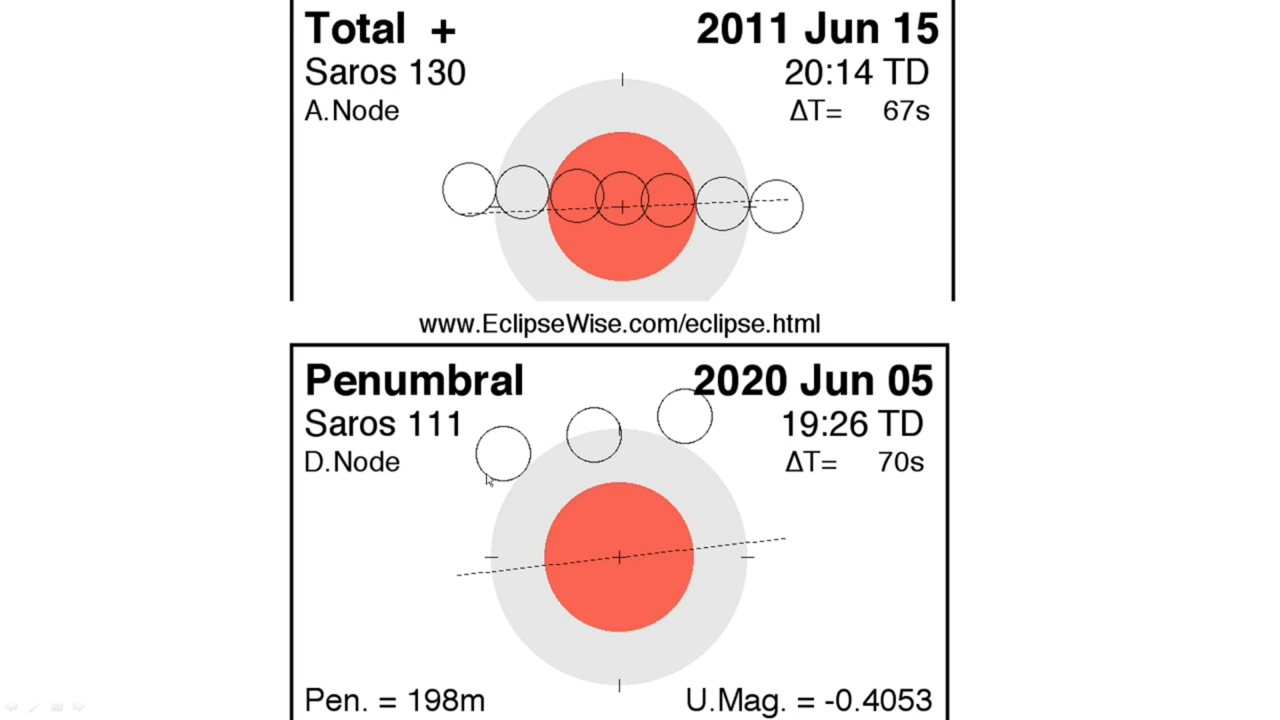 Total + 2011 Jun 15
Saros 130 20:14 TD
A.Node ΔT= 67s
www.EclipseWise.com/eclipse.html
Penumbral 2020 Jun 05
Saros 111 19:26 TD
D.Node ΔT= 70s
Pen. = 198m U.Mag. = -0.4053